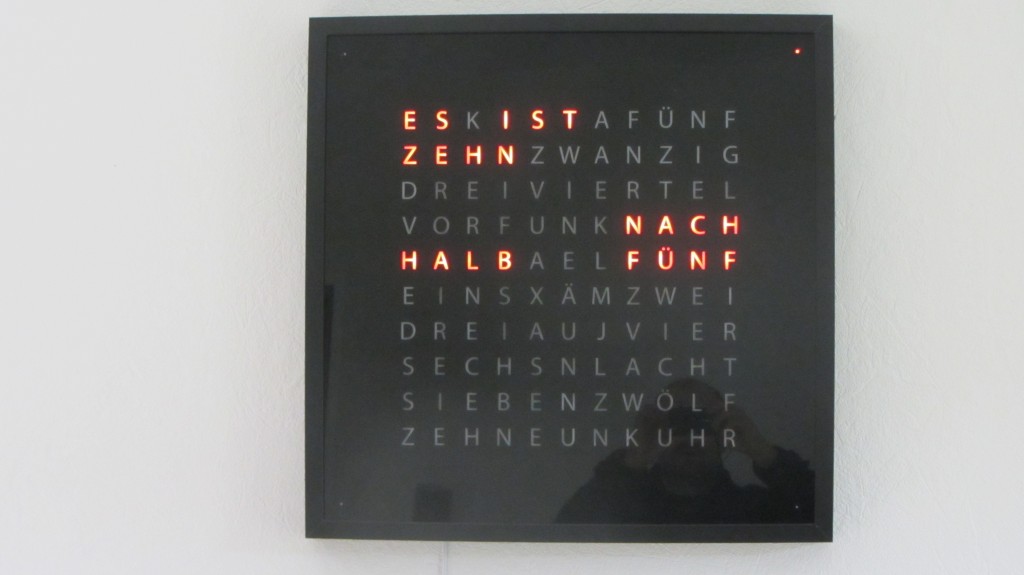 ESKISTAFÜNF
ZEHNZWANZIG
DREIVIERTEL
VORFUNKNACH
HALBAELFÜNF
EINSXÄMZWEI
DREIAUJVIER
SECHSNLACHT
SIEBENZWÖLF
ZEHNEUNKUHR